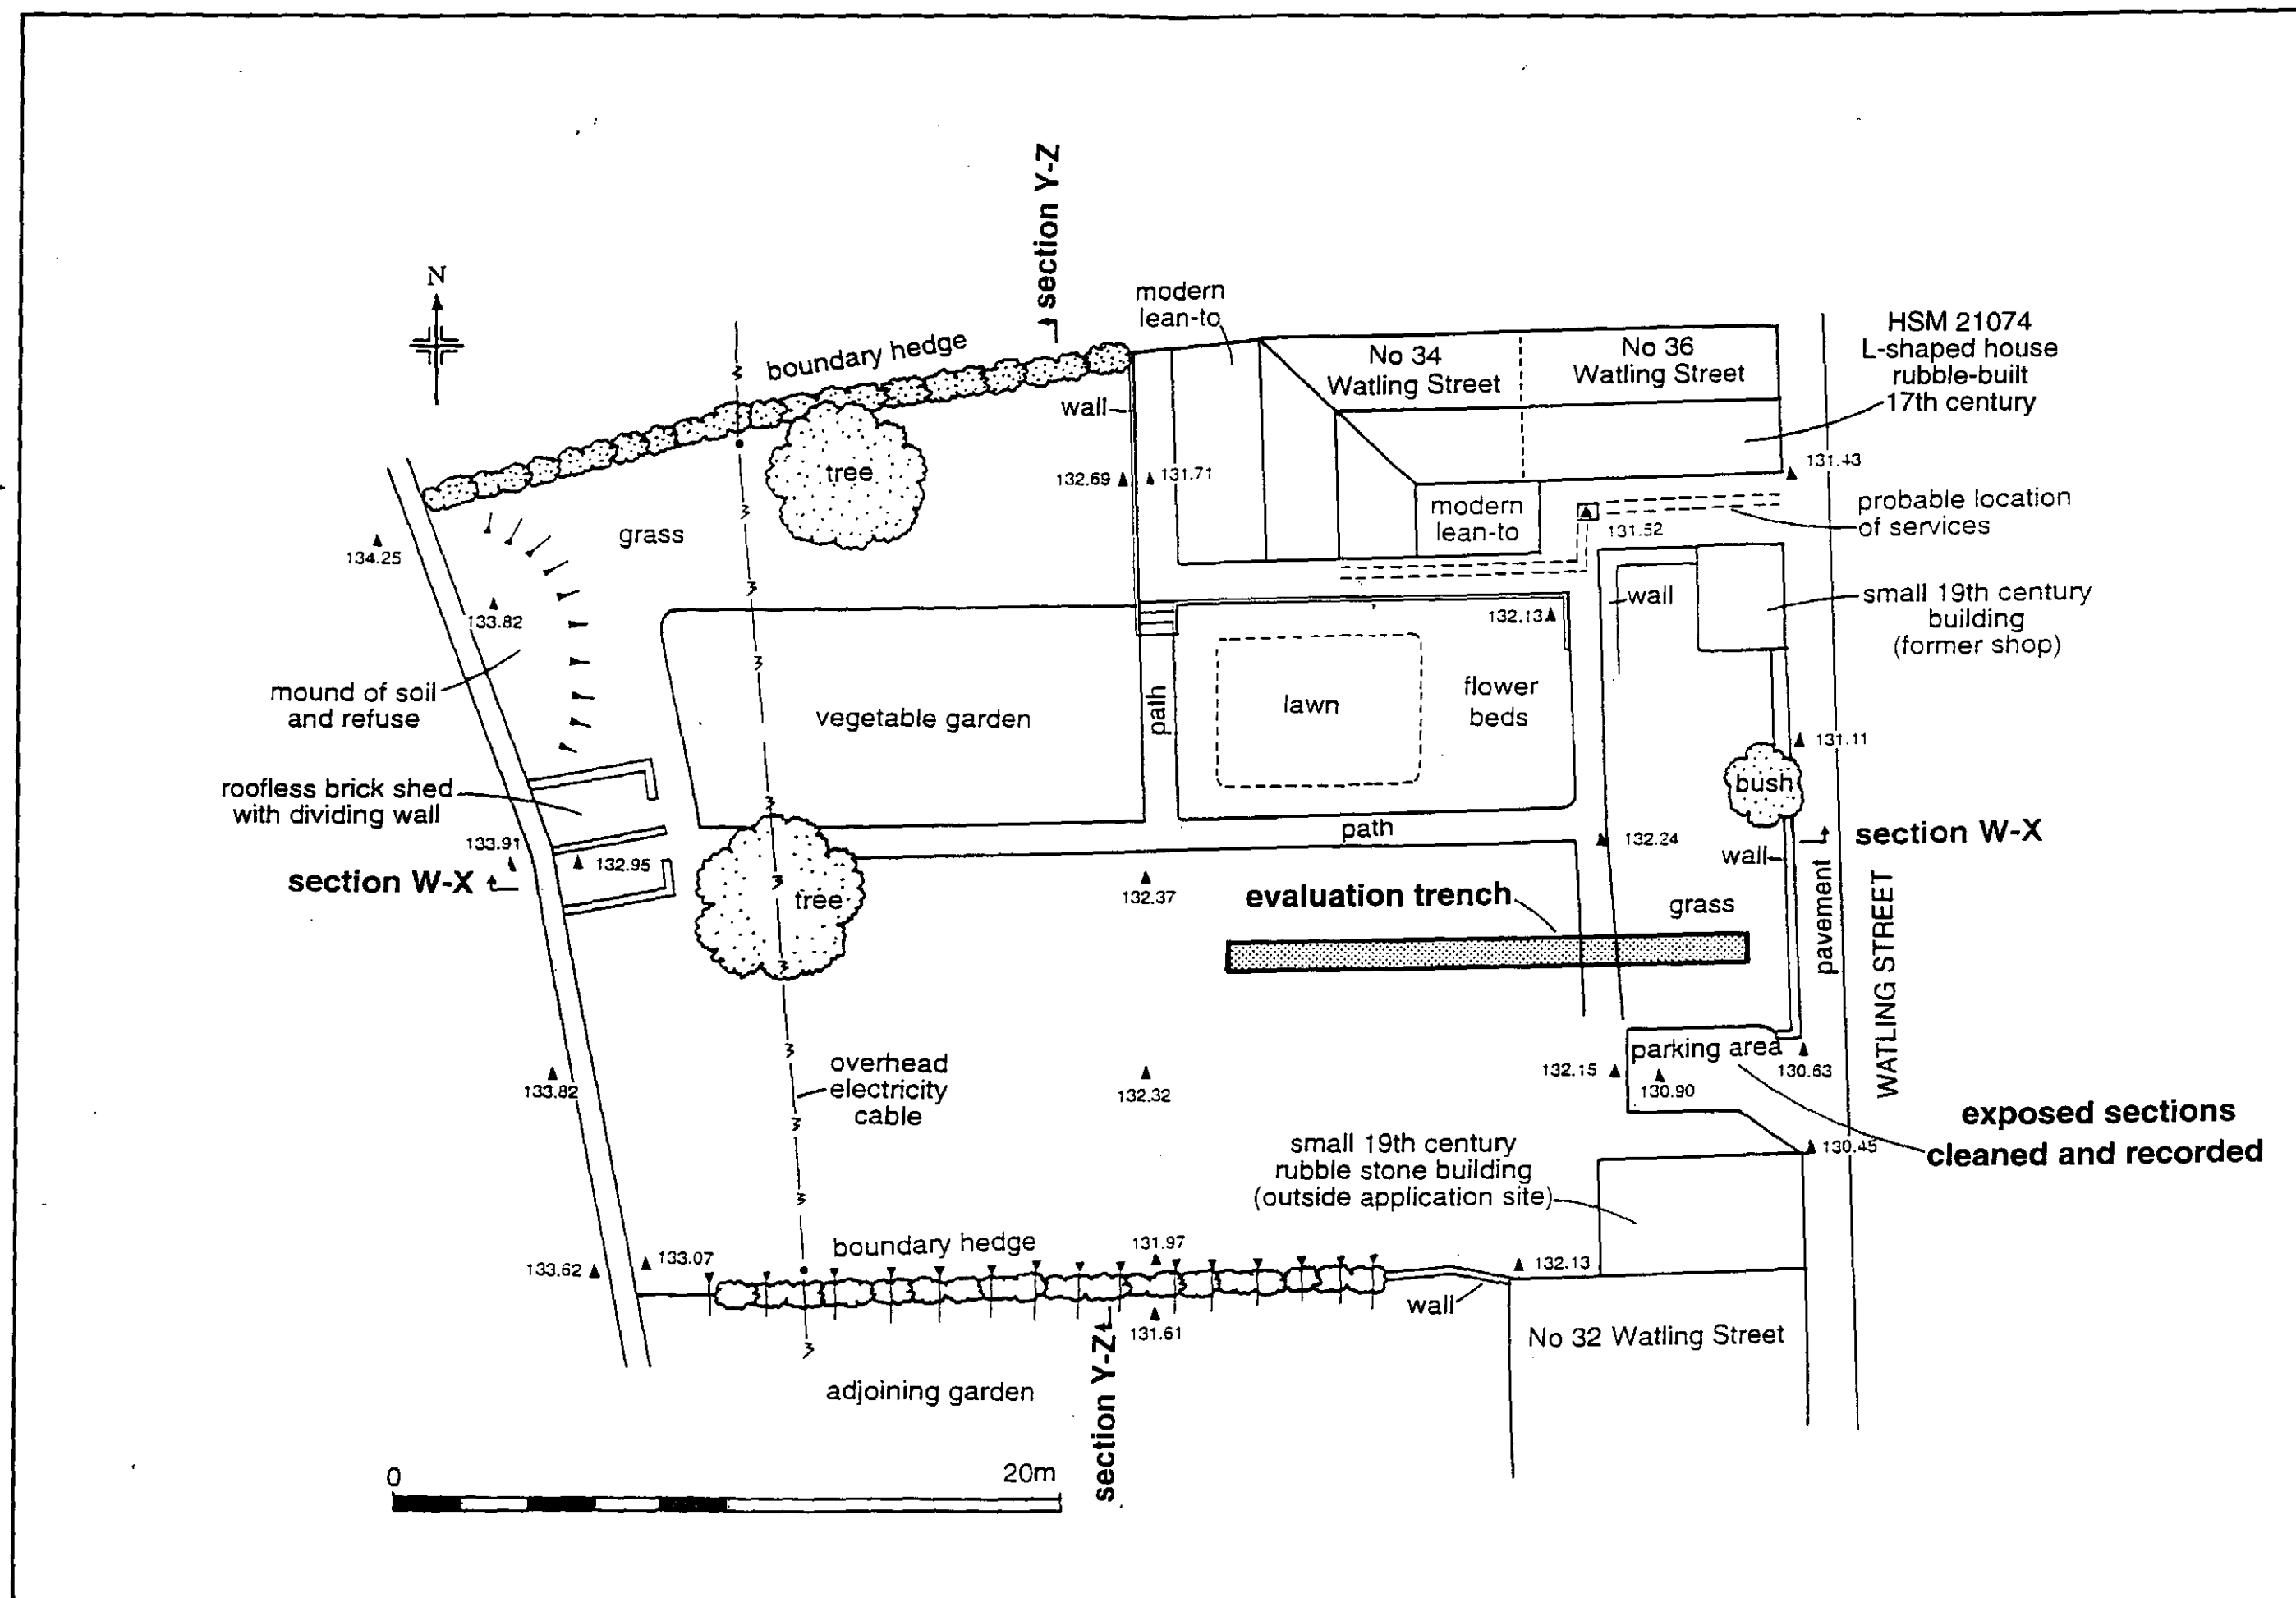 section Y-Z
N
modern
lean-to
boundary hedge
No 34
Watling Street
No 36
Watling Street
HSM 21074
L-shaped house
rubble-built
17th century
wall
tree
132.69
131.71
131.43
modern
lean-to
probable location
of services
131.52
grass
134.25
133.82
wall
small 19th century
building
(former shop)
132.13
mound of soil
and refuse
vegetable garden
path
lawn
flower
beds
131.11
bush
roofless brick shed
with dividing wall
path
133.91
132.95
section W-X
132.24
section W-X
wall
tree
132.37
evaluation trench
grass
pavement
WATLING STREET
overhead
electricity
cable
133.82
132.32
132.15
parking area
130.90
130.63
exposed sections
cleaned and recorded
130.45
small 19th century
rubble stone building
(outside application site)
boundary hedge
131.97
133.62
133.07
132.13
wall
131.61
No 32 Watling Street
adjoining garden
section Y-Z
0
20m